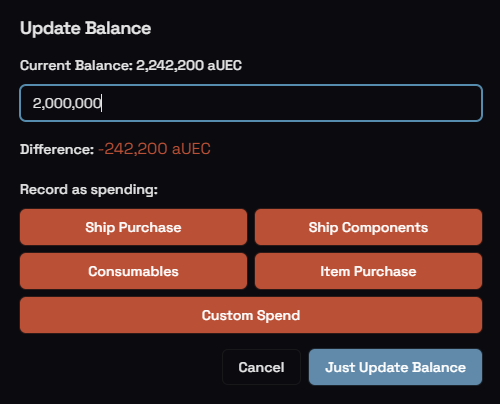 Update Balance
Current Balance: 2,242,200 aUEC
2,000,000
Difference: -242,200 aUEC
Record as spending:
Ship Purchase
Ship Components
Consumables
Item Purchase
Custom Spend
Cancel
Just Update Balance